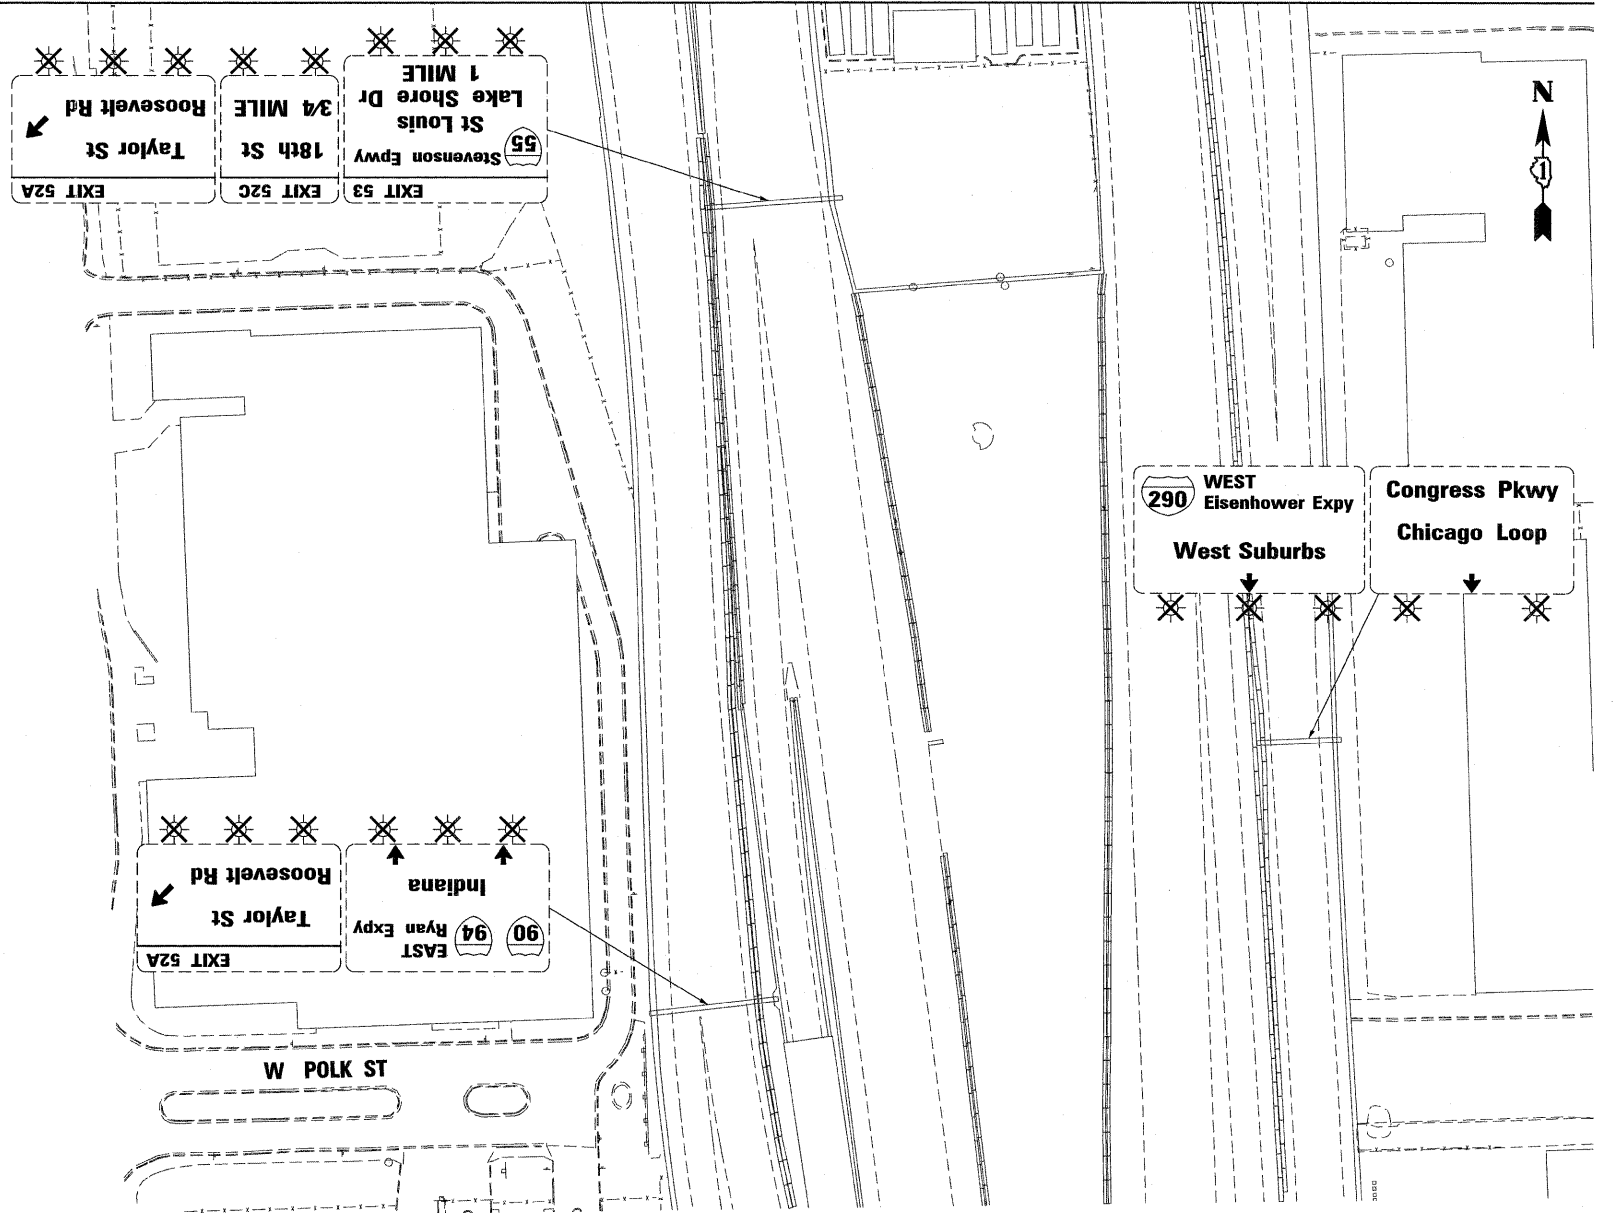 EXIT 53
55 Stevenson Epwy
St Louis
Lake Shore Dr
1 MILE
EXIT 52C
18th St
3/4 MILE
EXIT 52A
Taylor St
Roosevelt Rd
N
1
290 WEST
Eisenhower Expy
West Suburbs
Congress Pkwy
Chicago Loop
90 94 EAST
Ryan Expy
Indiana
EXIT 52A
Taylor St
Roosevelt Rd
W POLK ST